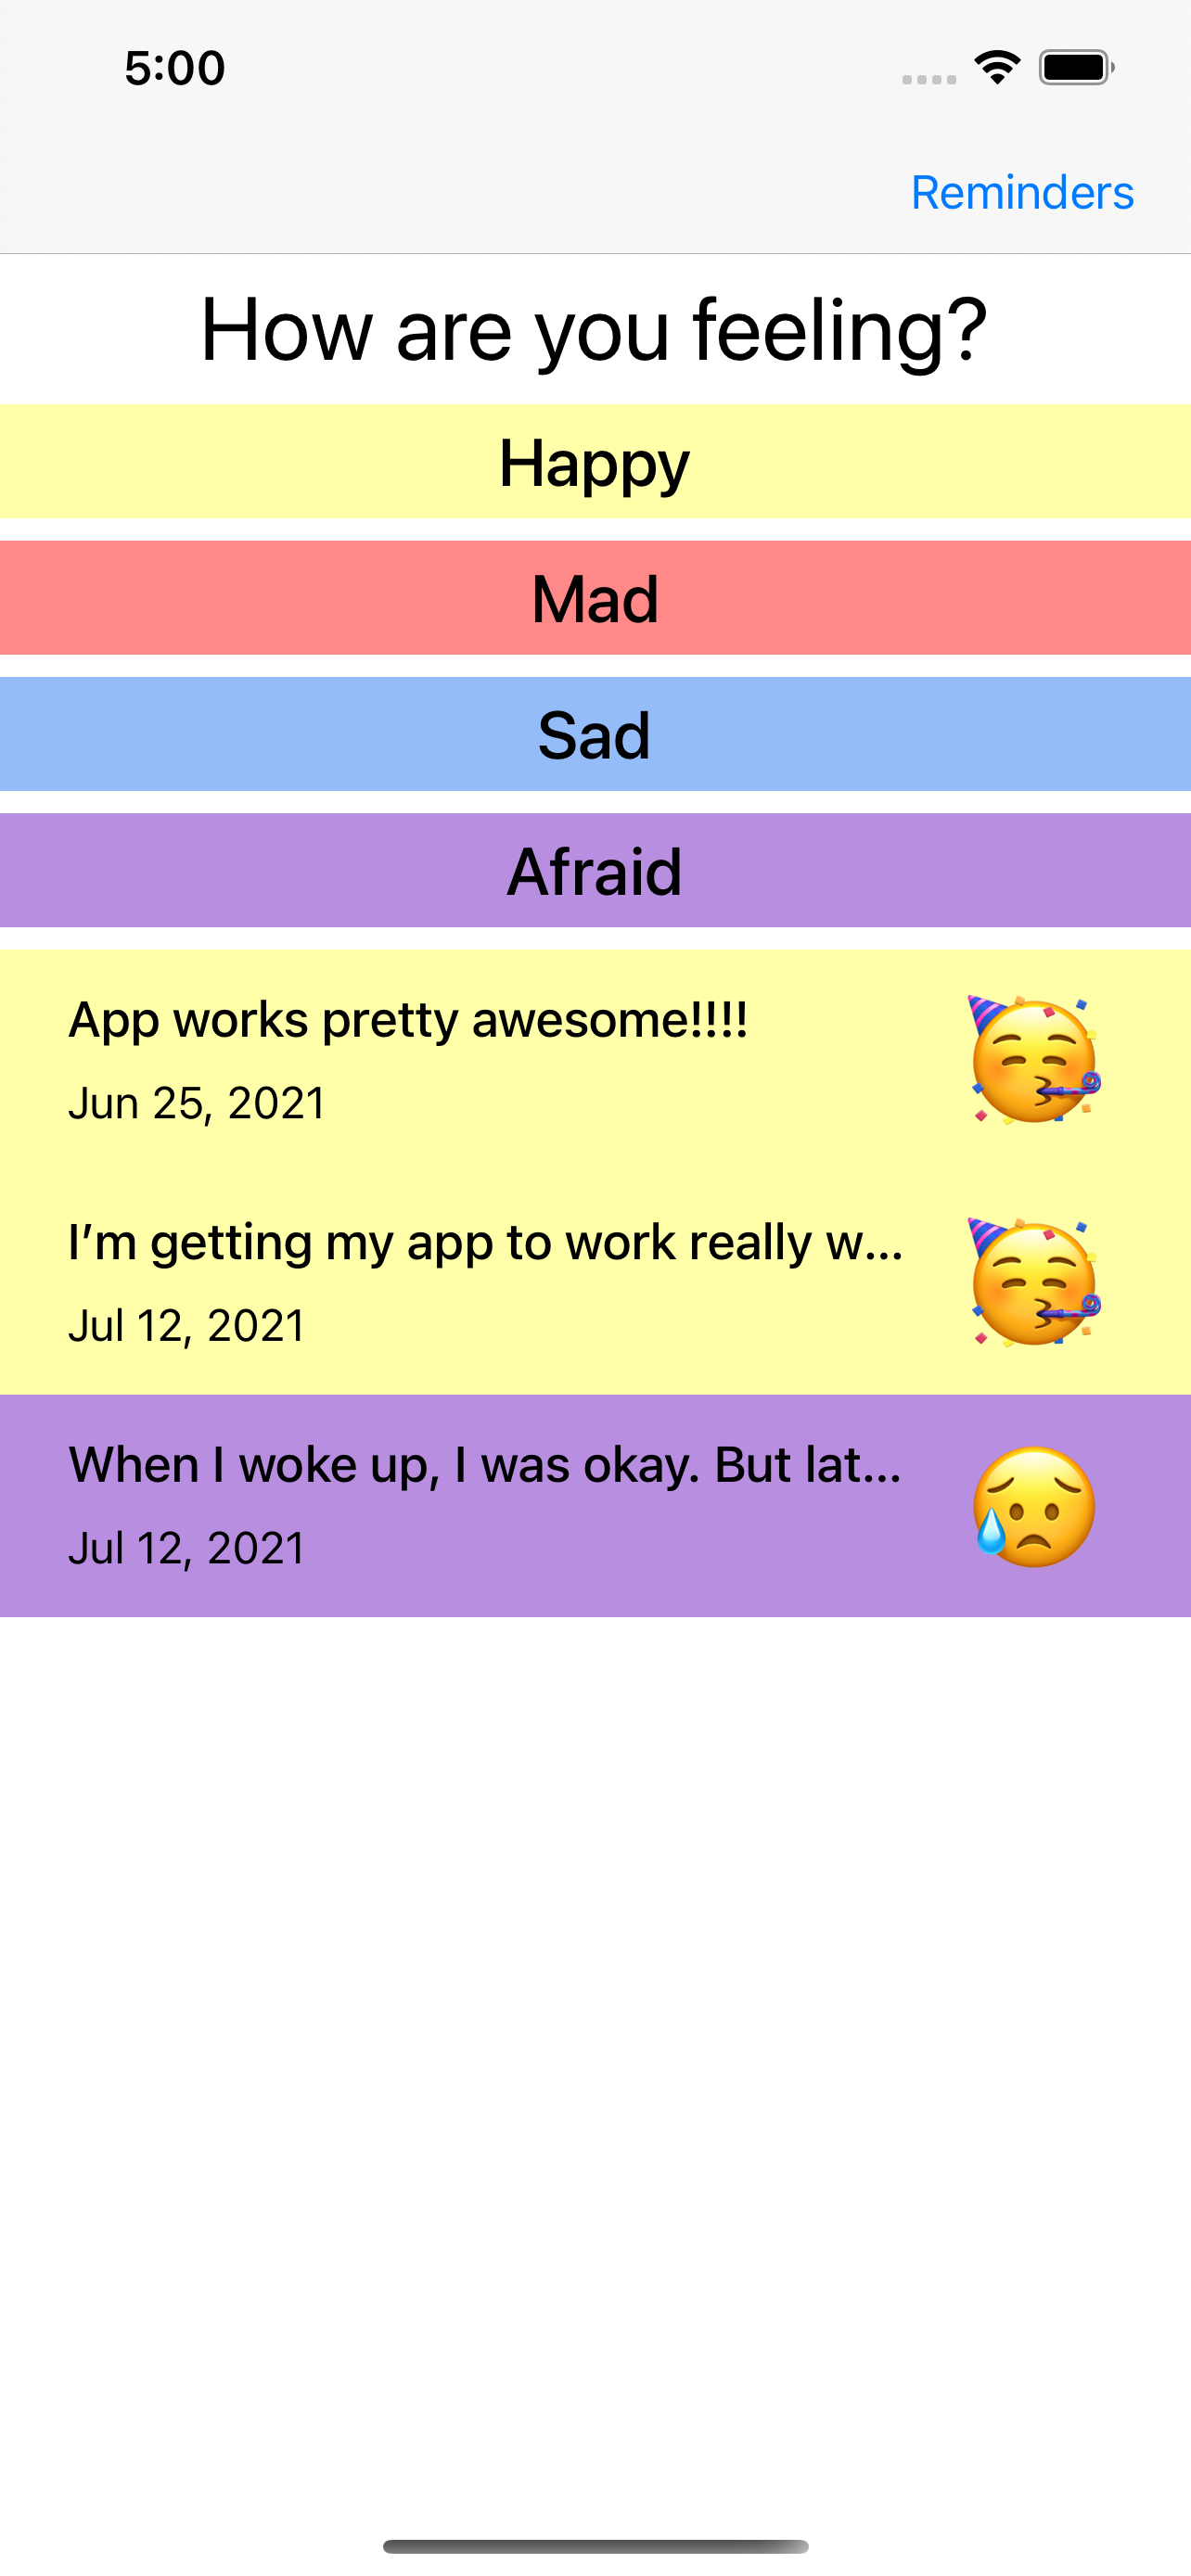 5:00
Reminders
How are you feeling?
Happy
Mad
Sad
Afraid
App works pretty awesome!!!!
Jun 25, 2021
I’m getting my app to work really w...
Jul 12, 2021
When I woke up, I was okay. But lat...
Jul 12, 2021